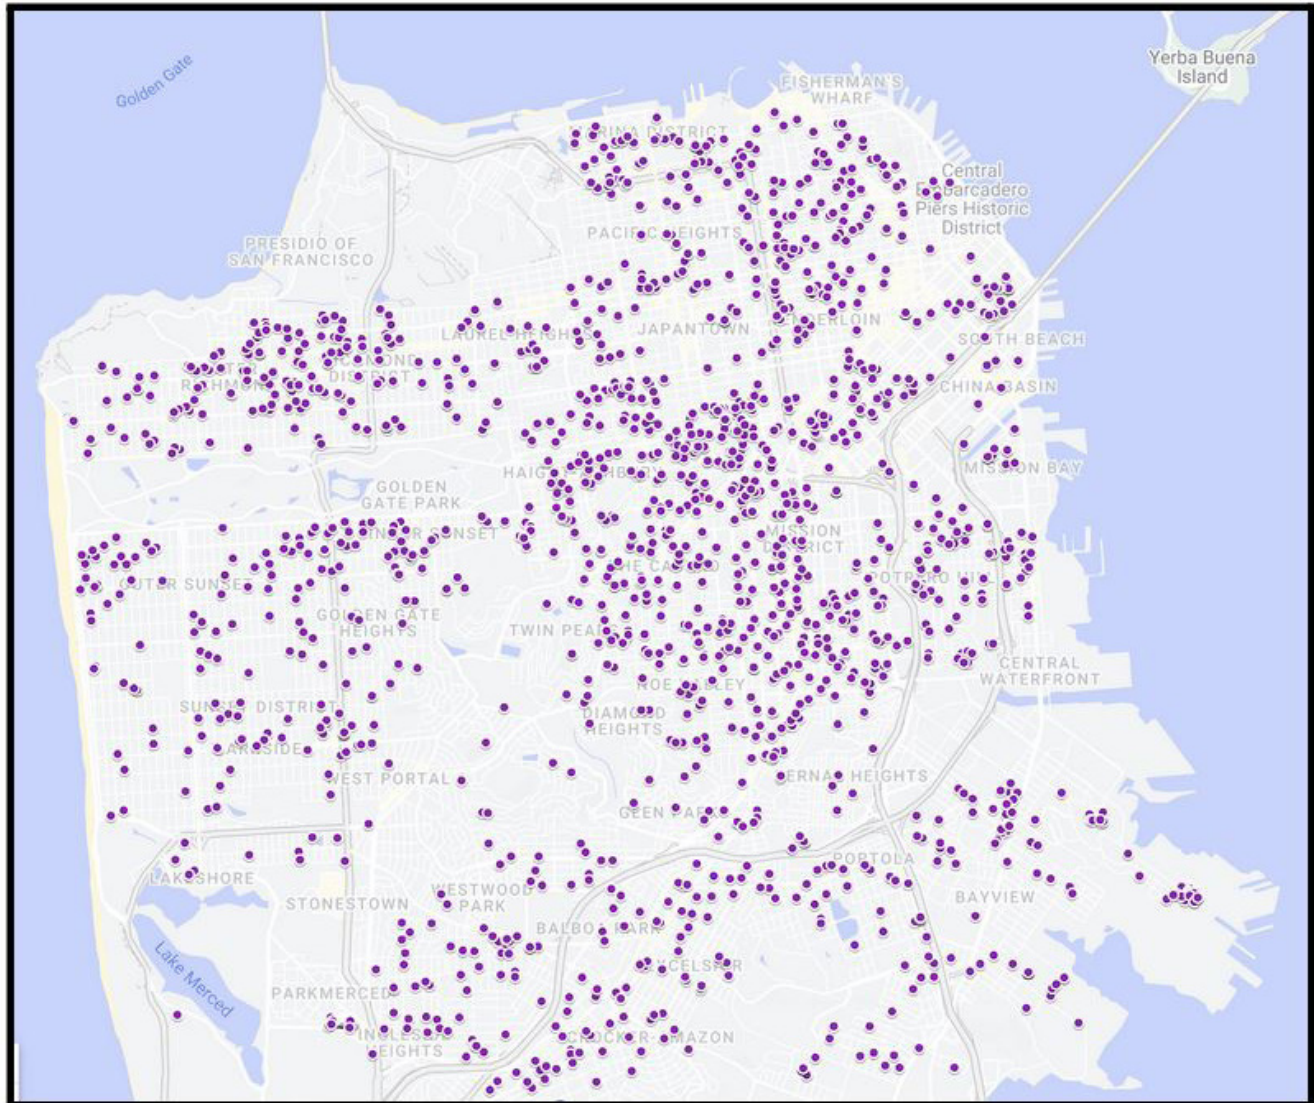 Golden Gate
Yerba Buena
Island
FISHERMAN'S
WHARF
MARINA DISTRICT
Central
Embarcadero
Piers Historic
District
PRESIDIO OF
SAN FRANCISCO
PACIFIC HEIGHTS
LAUREL HEIGHTS
JAPANTOWN
TENDERLOIN
SOUTH BEACH
OUTER
RICHMOND
RICHMOND
DISTRICT
CHINA BASIN
HAIGHT-ASHBURY
MISSION BAY
GOLDEN
GATE PARK
INNER SUNSET
MISSION
DISTRICT
THE CASTRO
POTRERO HILL
OUTER SUNSET
GOLDEN GATE
HEIGHTS
TWIN PEAKS
CENTRAL
WATERFRONT
NOE VALLEY
SUNSET DISTRICT
DIAMOND
HEIGHTS
PARKSIDE
WEST PORTAL
BERNAL HEIGHTS
GLEN PARK
PORTOLA
LAKESHORE
STONESTOWN
WESTWOOD
PARK
BAYVIEW
BALBOA PARK
Lake Merced
EXCELSIOR
PARKMERCED
INGLESIDE
HEIGHTS
CROCKER-AMAZON